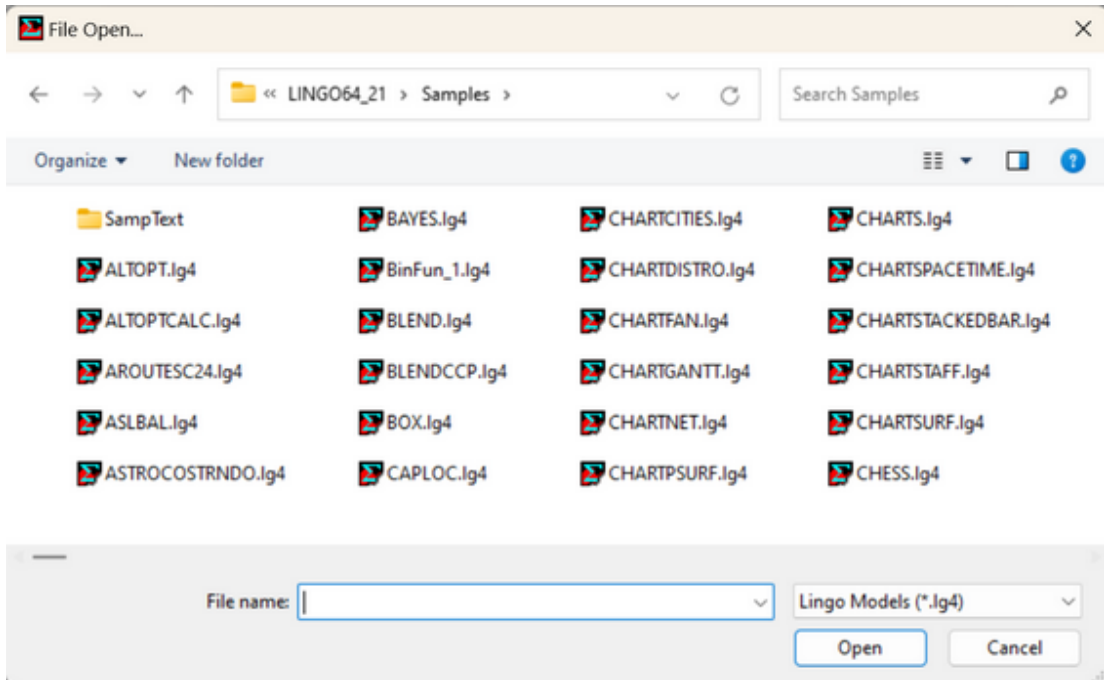 File Open...
« LINGO64_21 › Samples ›
Search Samples
Organize
New folder
?
SampText
BAYES.lg4
CHARTCITIES.lg4
CHARTS.lg4
ALTOPT.lg4
BinFun_1.lg4
CHARTDISTRO.lg4
CHARTSPACETIME.lg4
ALTOPTCALC.lg4
BLEND.lg4
CHARTFAN.lg4
CHARTSTACKEDBAR.lg4
AROUTESC24.lg4
BLENDCCP.lg4
CHARTGANTT.lg4
CHARTSTAFF.lg4
ASLBAL.lg4
BOX.lg4
CHARTNET.lg4
CHARTSURF.lg4
ASTROCOSTRNDO.lg4
CAPLOC.lg4
CHARTPSURF.lg4
CHESS.lg4
File name:
Lingo Models (*.lg4)
Open
Cancel